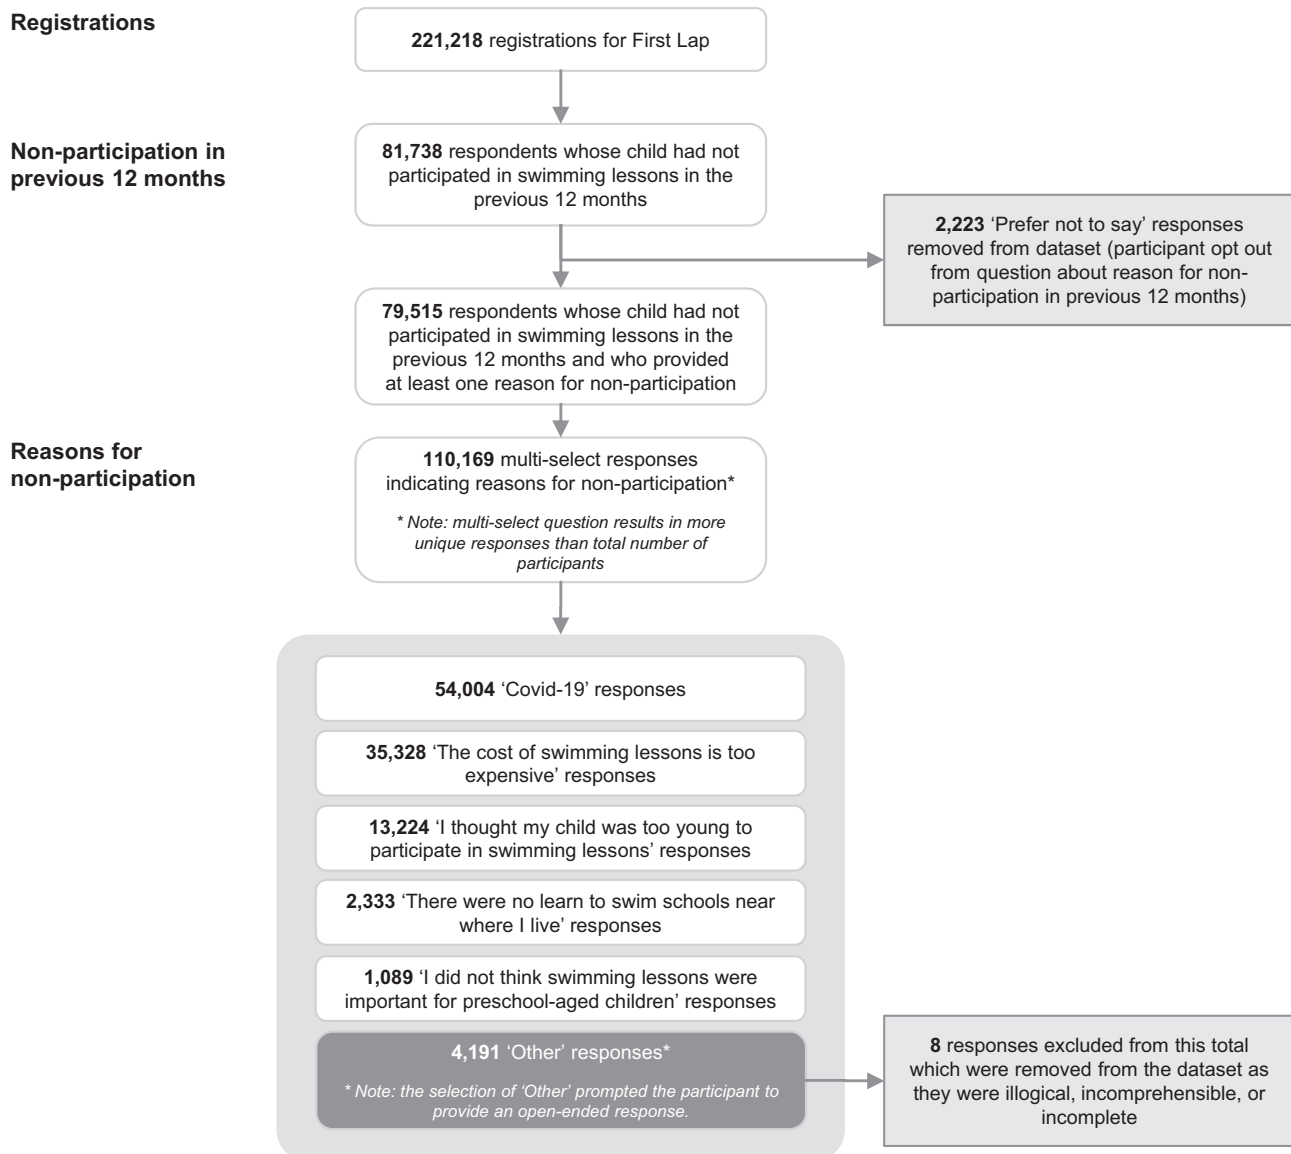 Registrations
221,218 registrations for First Lap
Non-participation in
previous 12 months
81,738 respondents whose child had not
participated in swimming lessons in the
previous 12 months
2,223 ‘Prefer not to say’ responses
removed from dataset (participant opt out
from question about reason for non-
participation in previous 12 months)
79,515 respondents whose child had not
participated in swimming lessons in the
previous 12 months and who provided
at least one reason for non-participation
Reasons for
non-participation
110,169 multi-select responses
indicating reasons for non-participation*
* Note: multi-select question results in more
unique responses than total number of
participants
54,004 ‘Covid-19’ responses
35,328 ‘The cost of swimming lessons is too
expensive’ responses
13,224 ‘I thought my child was too young to
participate in swimming lessons’ responses
2,333 ‘There were no learn to swim schools near
where I live’ responses
1,089 ‘I did not think swimming lessons were
important for preschool-aged children’ responses
4,191 ‘Other’ responses*
* Note: the selection of ‘Other’ prompted the participant to
provide an open-ended response.
8 responses excluded from this total
which were removed from the dataset as
they were illogical, incomprehensible, or
incomplete